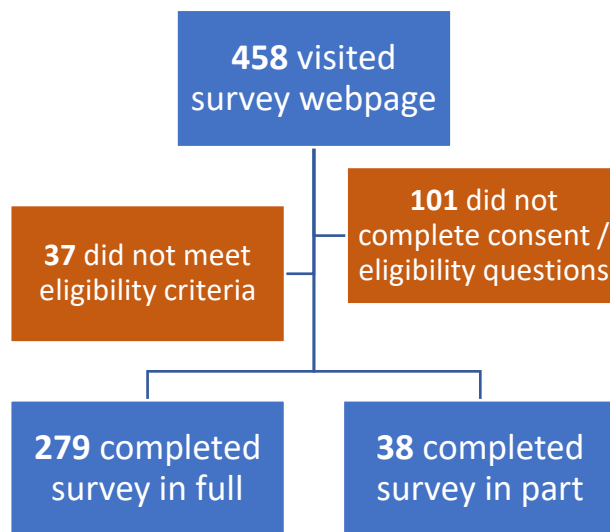 458 visited
survey webpage
101 did not
complete consent /
eligibility questions
37 did not meet
eligibility criteria
279 completed
survey in full
38 completed
survey in part